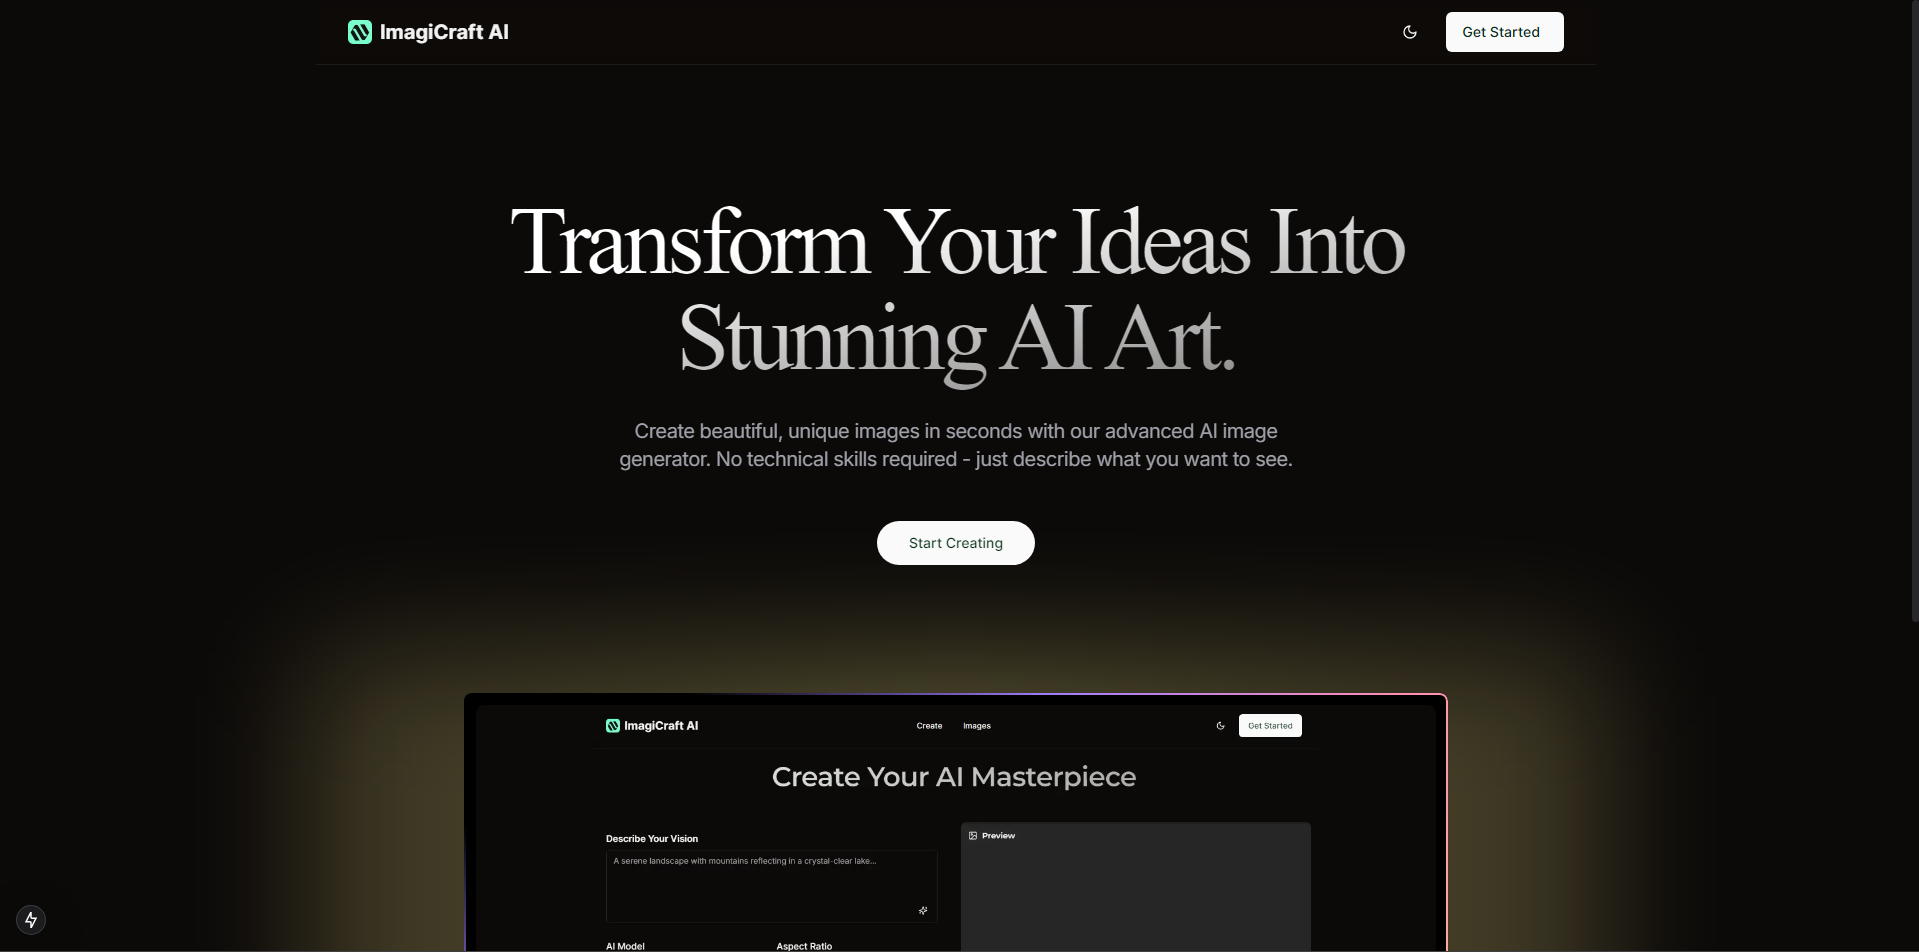 ImagiCraft AI
Get Started
Transform Your Ideas Into
Stunning AI Art.
Create beautiful, unique images in seconds with our advanced AI image
generator. No technical skills required - just describe what you want to see.
Start Creating
ImagiCraft AI
Create
Images
Get Started
Create Your AI Masterpiece
Describe Your Vision
A serene landscape with mountains reflecting in a crystal-clear lake...
Preview
AI Model
Aspect Ratio